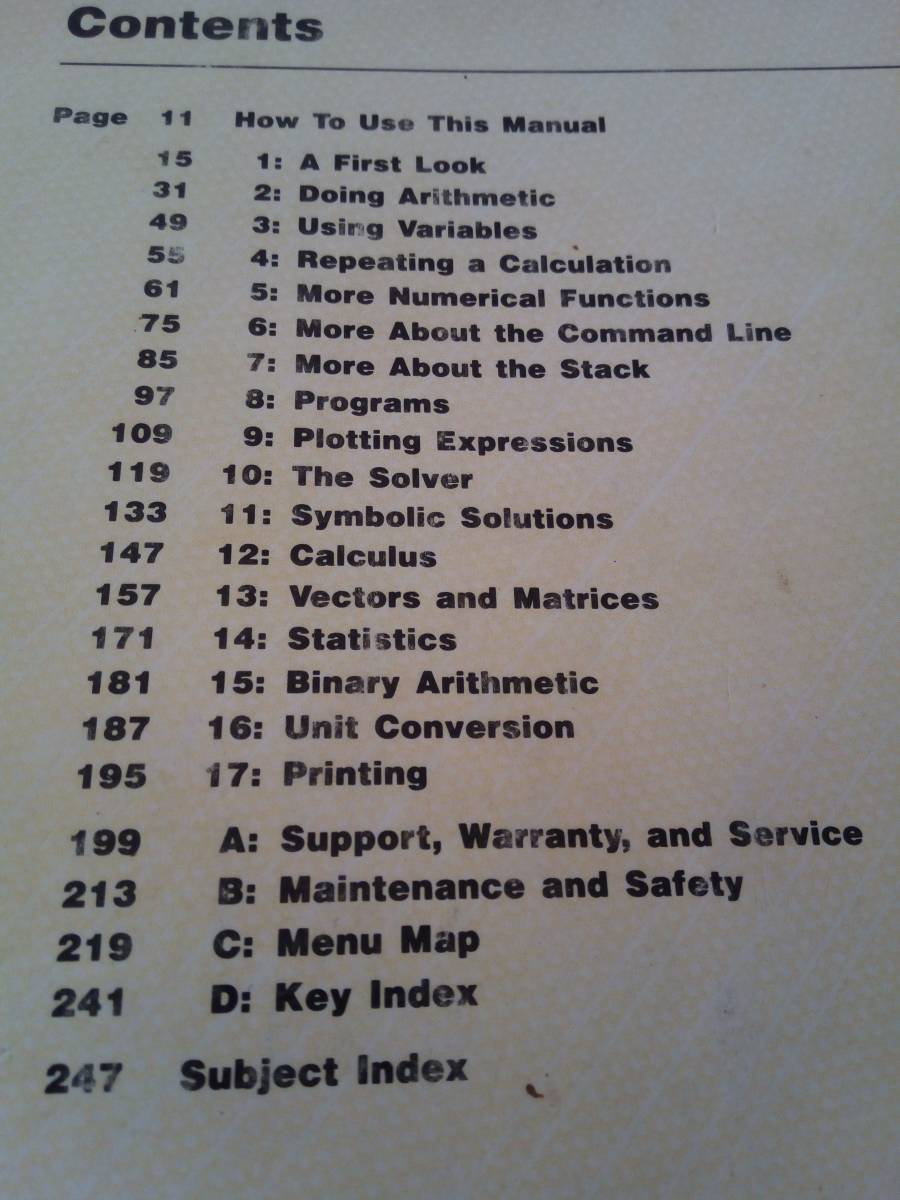 Contents
Page 11 How To Use This Manual
15 1: A First Look
31 2: Doing Arithmetic
49 3: Using Variables
55 4: Repeating a Calculation
61 5: More Numerical Functions
75 6: More About the Command Line
85 7: More About the Stack
97 8: Programs
109 9: Plotting Expressions
119 10: The Solver
133 11: Symbolic Solutions
147 12: Calculus
157 13: Vectors and Matrices
171 14: Statistics
181 15: Binary Arithmetic
187 16: Unit Conversion
195 17: Printing
199 A: Support, Warranty, and Service
213 B: Maintenance and Safety
219 C: Menu Map
241 D: Key Index
247 Subject Index